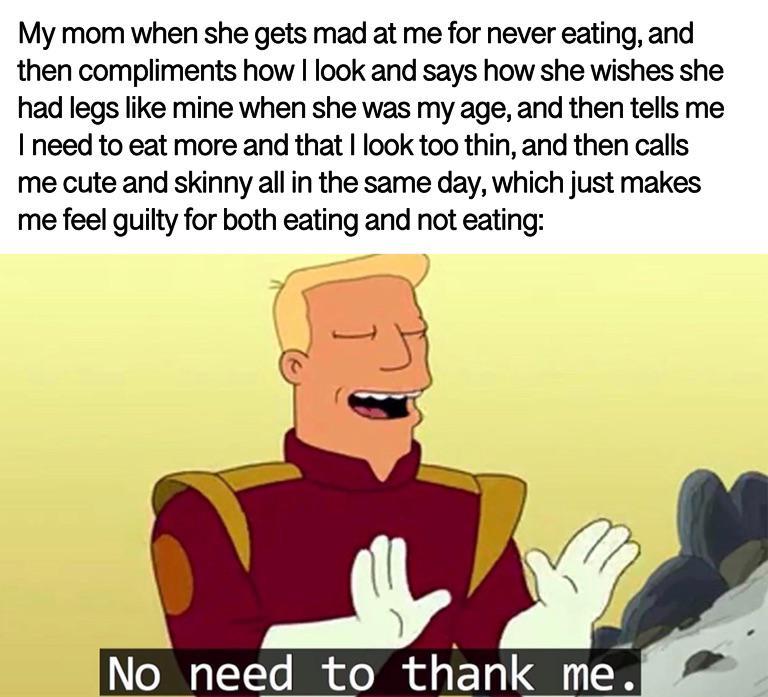 My mom when she gets mad at me for never eating, and
then compliments how I look and says how she wishes she
had legs like mine when she was my age, and then tells me
I need to eat more and that I look too thin, and then calls
me cute and skinny all in the same day, which just makes
me feel guilty for both eating and not eating:
No need to thank me.